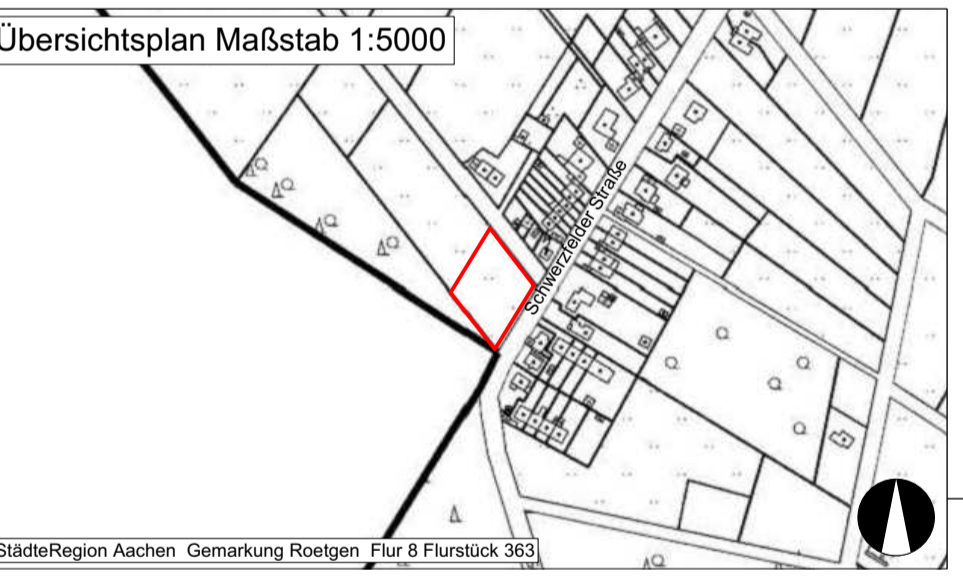 Übersichtsplan Maßstab 1:5000
Schwerzfelder Straße
StädteRegion Aachen Gemarkung Roetgen Flur 8 Flurstück 363